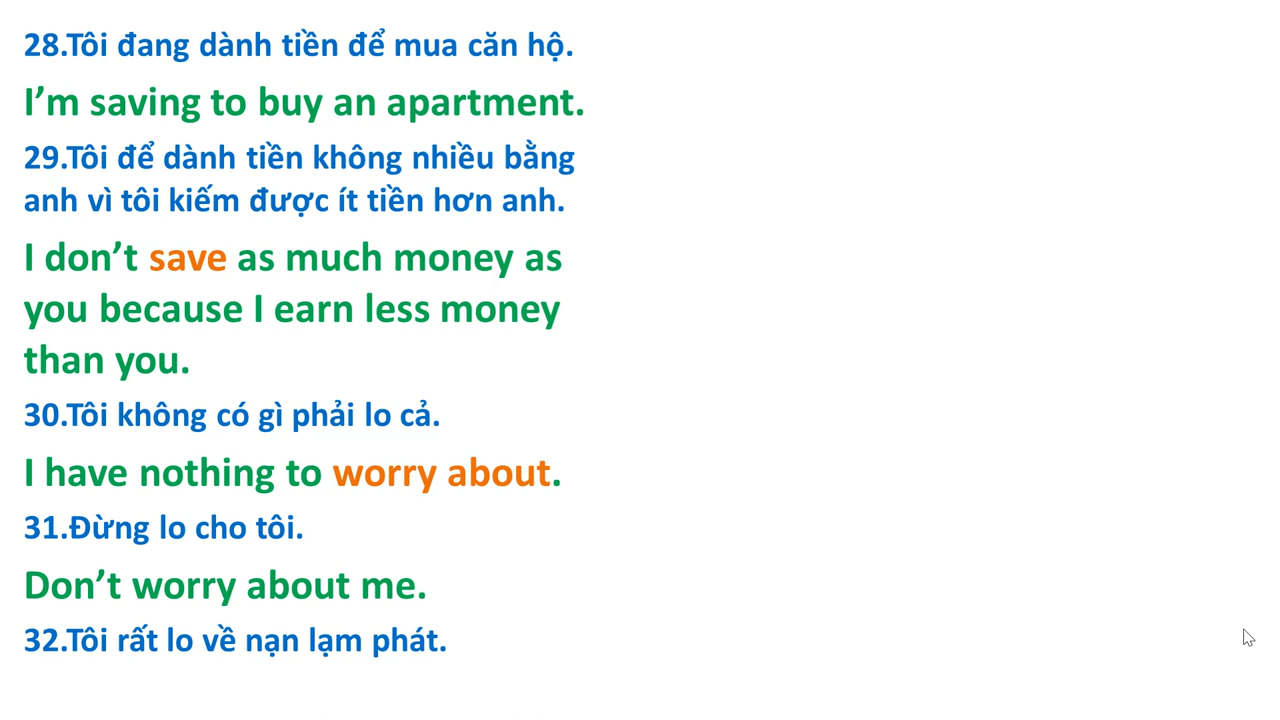 28.Tôi đang dành tiền để mua căn hộ.
I’m saving to buy an apartment.
29.Tôi để dành tiền không nhiều bằng
anh vì tôi kiếm được ít tiền hơn anh.
I don’t save as much money as
you because I earn less money
than you.
30.Tôi không có gì phải lo cả.
I have nothing to worry about.
31.Đừng lo cho tôi.
Don’t worry about me.
32.Tôi rất lo về nạn lạm phát.